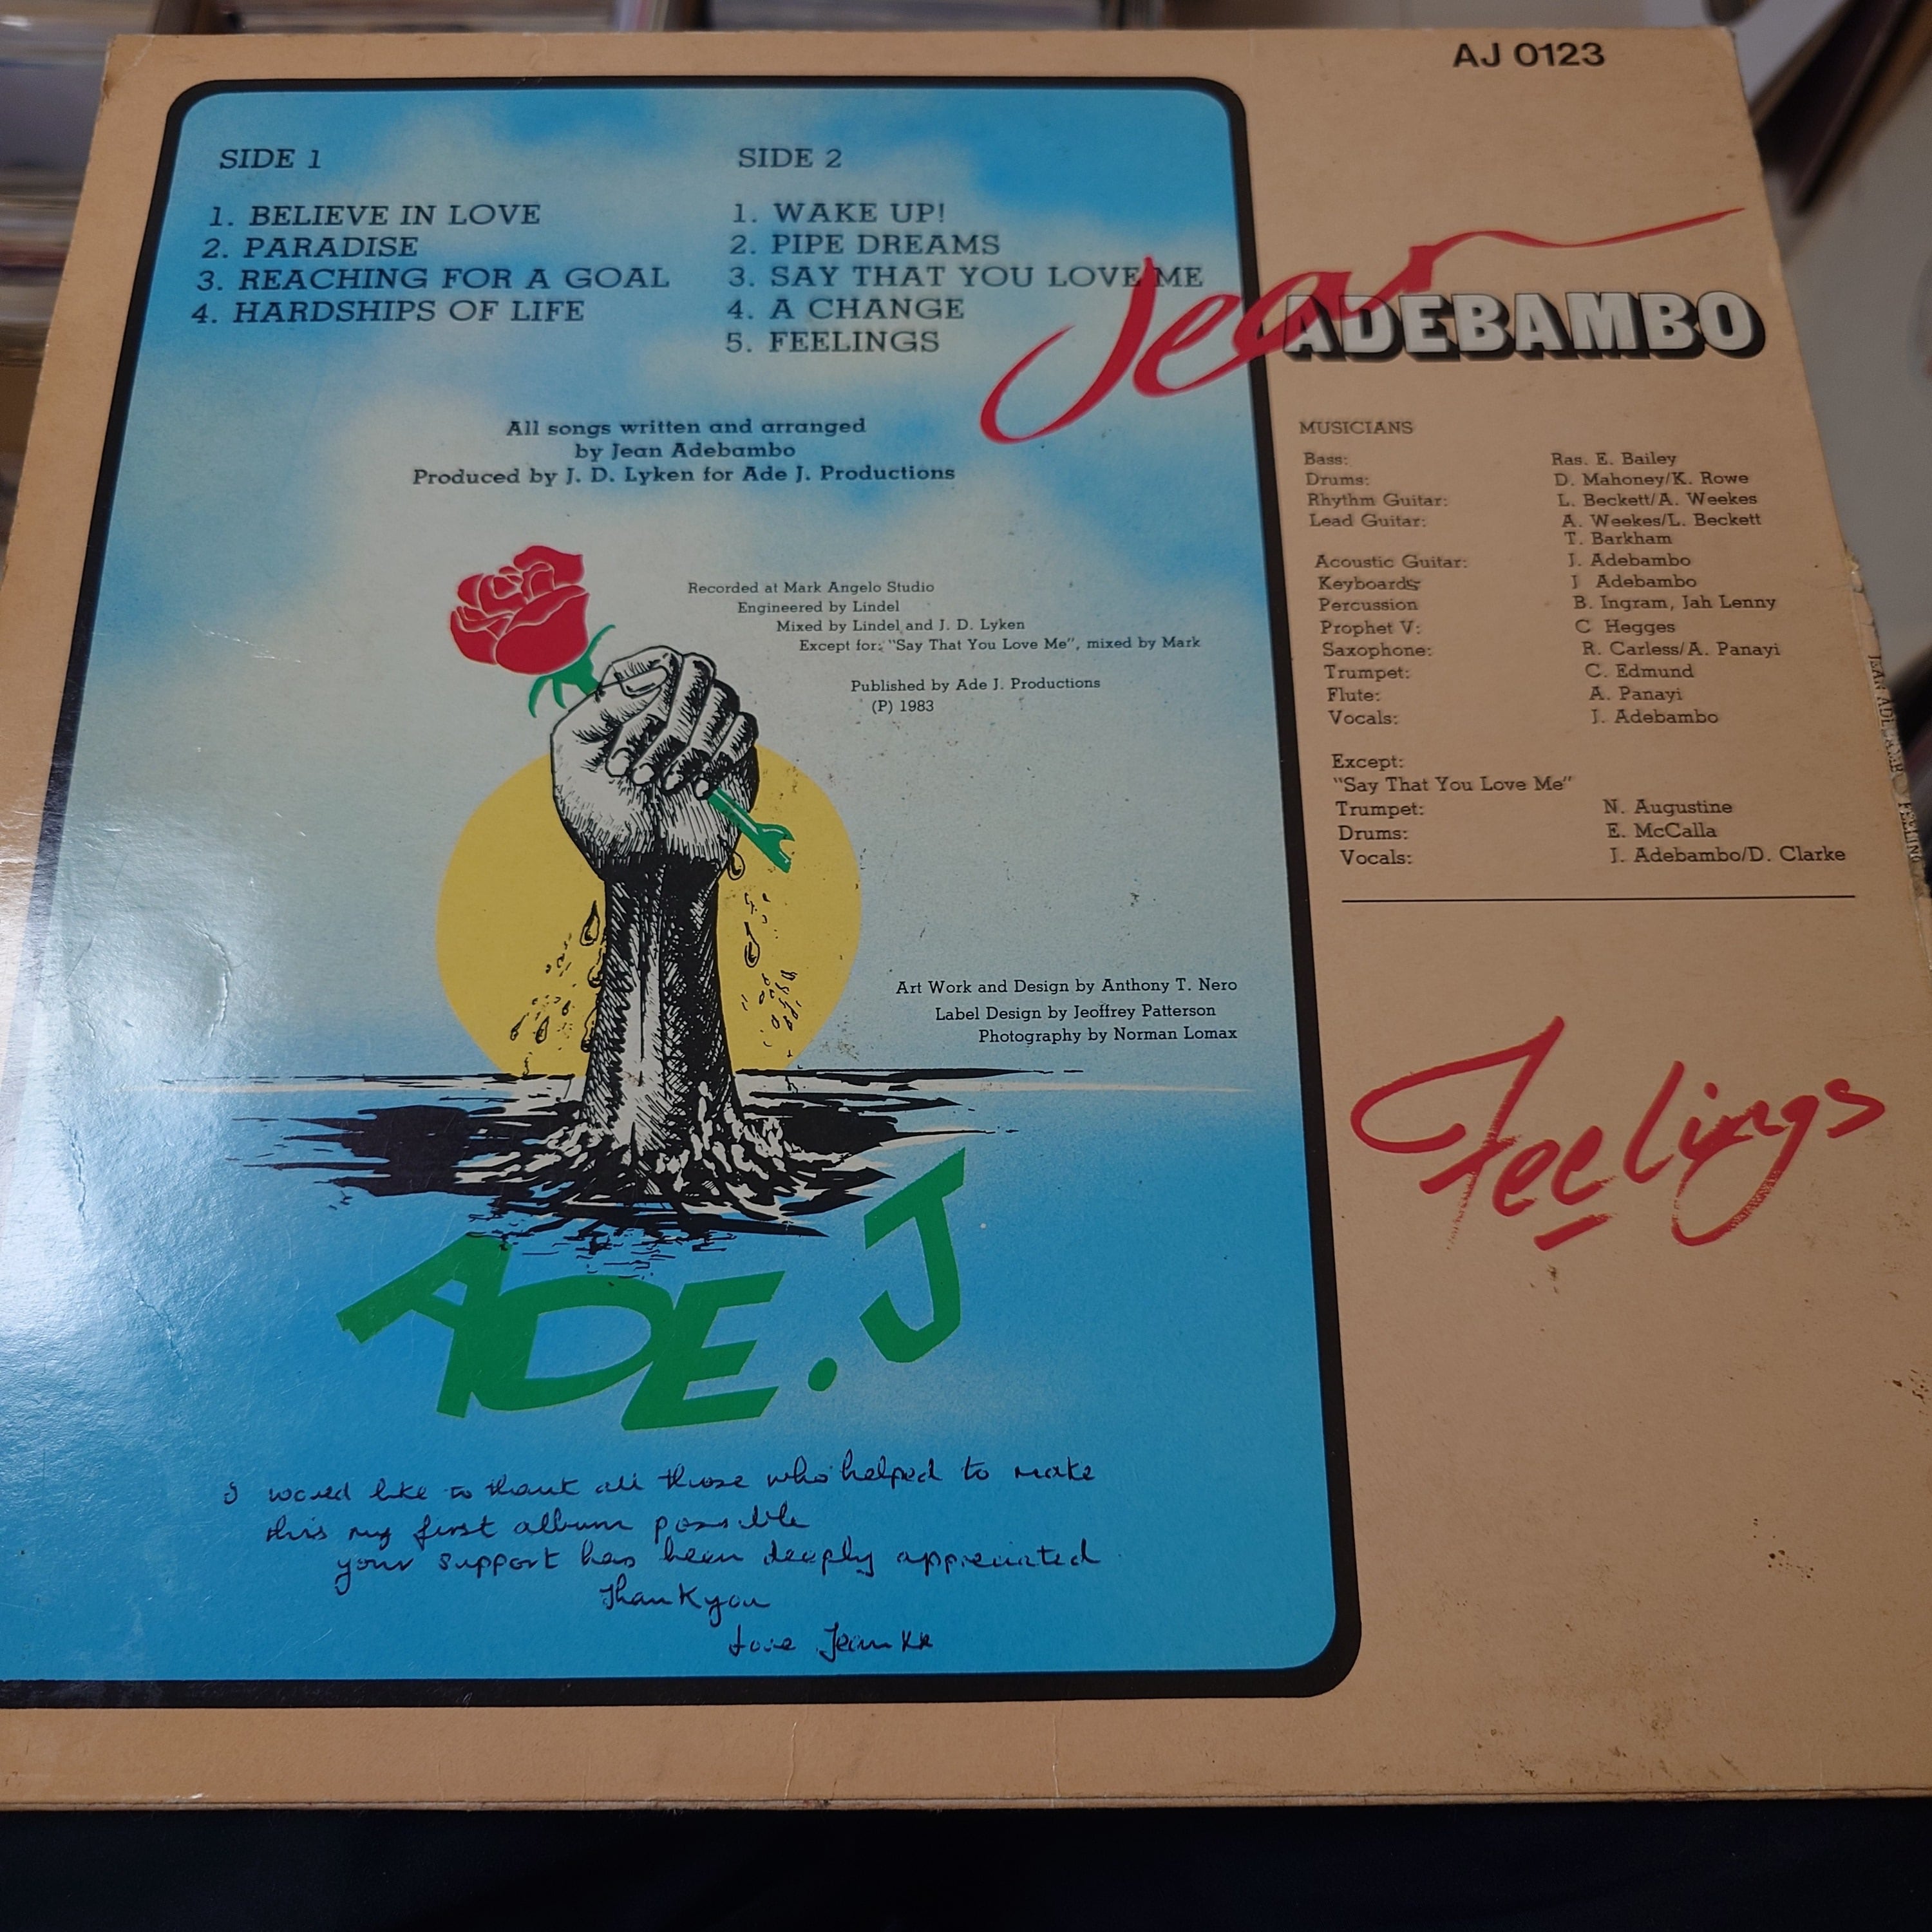 AJ 0123
SIDE 1
1. BELIEVE IN LOVE
2. PARADISE
3. REACHING FOR A GOAL
4. HARDSHIPS OF LIFE
SIDE 2
1. WAKE UP!
2. PIPE DREAMS
3. SAY THAT YOU LOVE ME
4. A CHANGE
5. FEELINGS
Jean
ADEBAMBO
All songs written and arranged
by Jean Adebambo
Produced by J. D. Lyken for Ade J. Productions
Recorded at Mark Angelo Studio
Engineered by Lindel
Mixed by Lindel and J. D. Lyken
Except for: "Say That You Love Me", mixed by Mark
Published by Ade J. Productions
(P) 1983
Art Work and Design by Anthony T. Nero
Label Design by Jeoffrey Patterson
Photography by Norman Lomax
ADE.J
I would like to thank all those who helped to make
this my first album possible
your support has been deeply appreciated
Thankyou
Love Jean xx
MUSICIANS
Bass: Ras. E. Bailey
Drums: D. Mahoney/K. Rowe
Rhythm Guitar: L. Beckett/A. Weekes
Lead Guitar: A. Weekes/L. Beckett
T. Barkham
Acoustic Guitar: J. Adebambo
Keyboards J Adebambo
Percussion B. Ingram, Jah Lenny
Prophet V: C Hegges
Saxophone: R. Carless/A. Panayi
Trumpet: C. Edmund
Flute: A. Panayi
Vocals: J. Adebambo
Except:
"Say That You Love Me"
Trumpet: N. Augustine
Drums: E. McCalla
Vocals: J. Adebambo/D. Clarke
Feelings